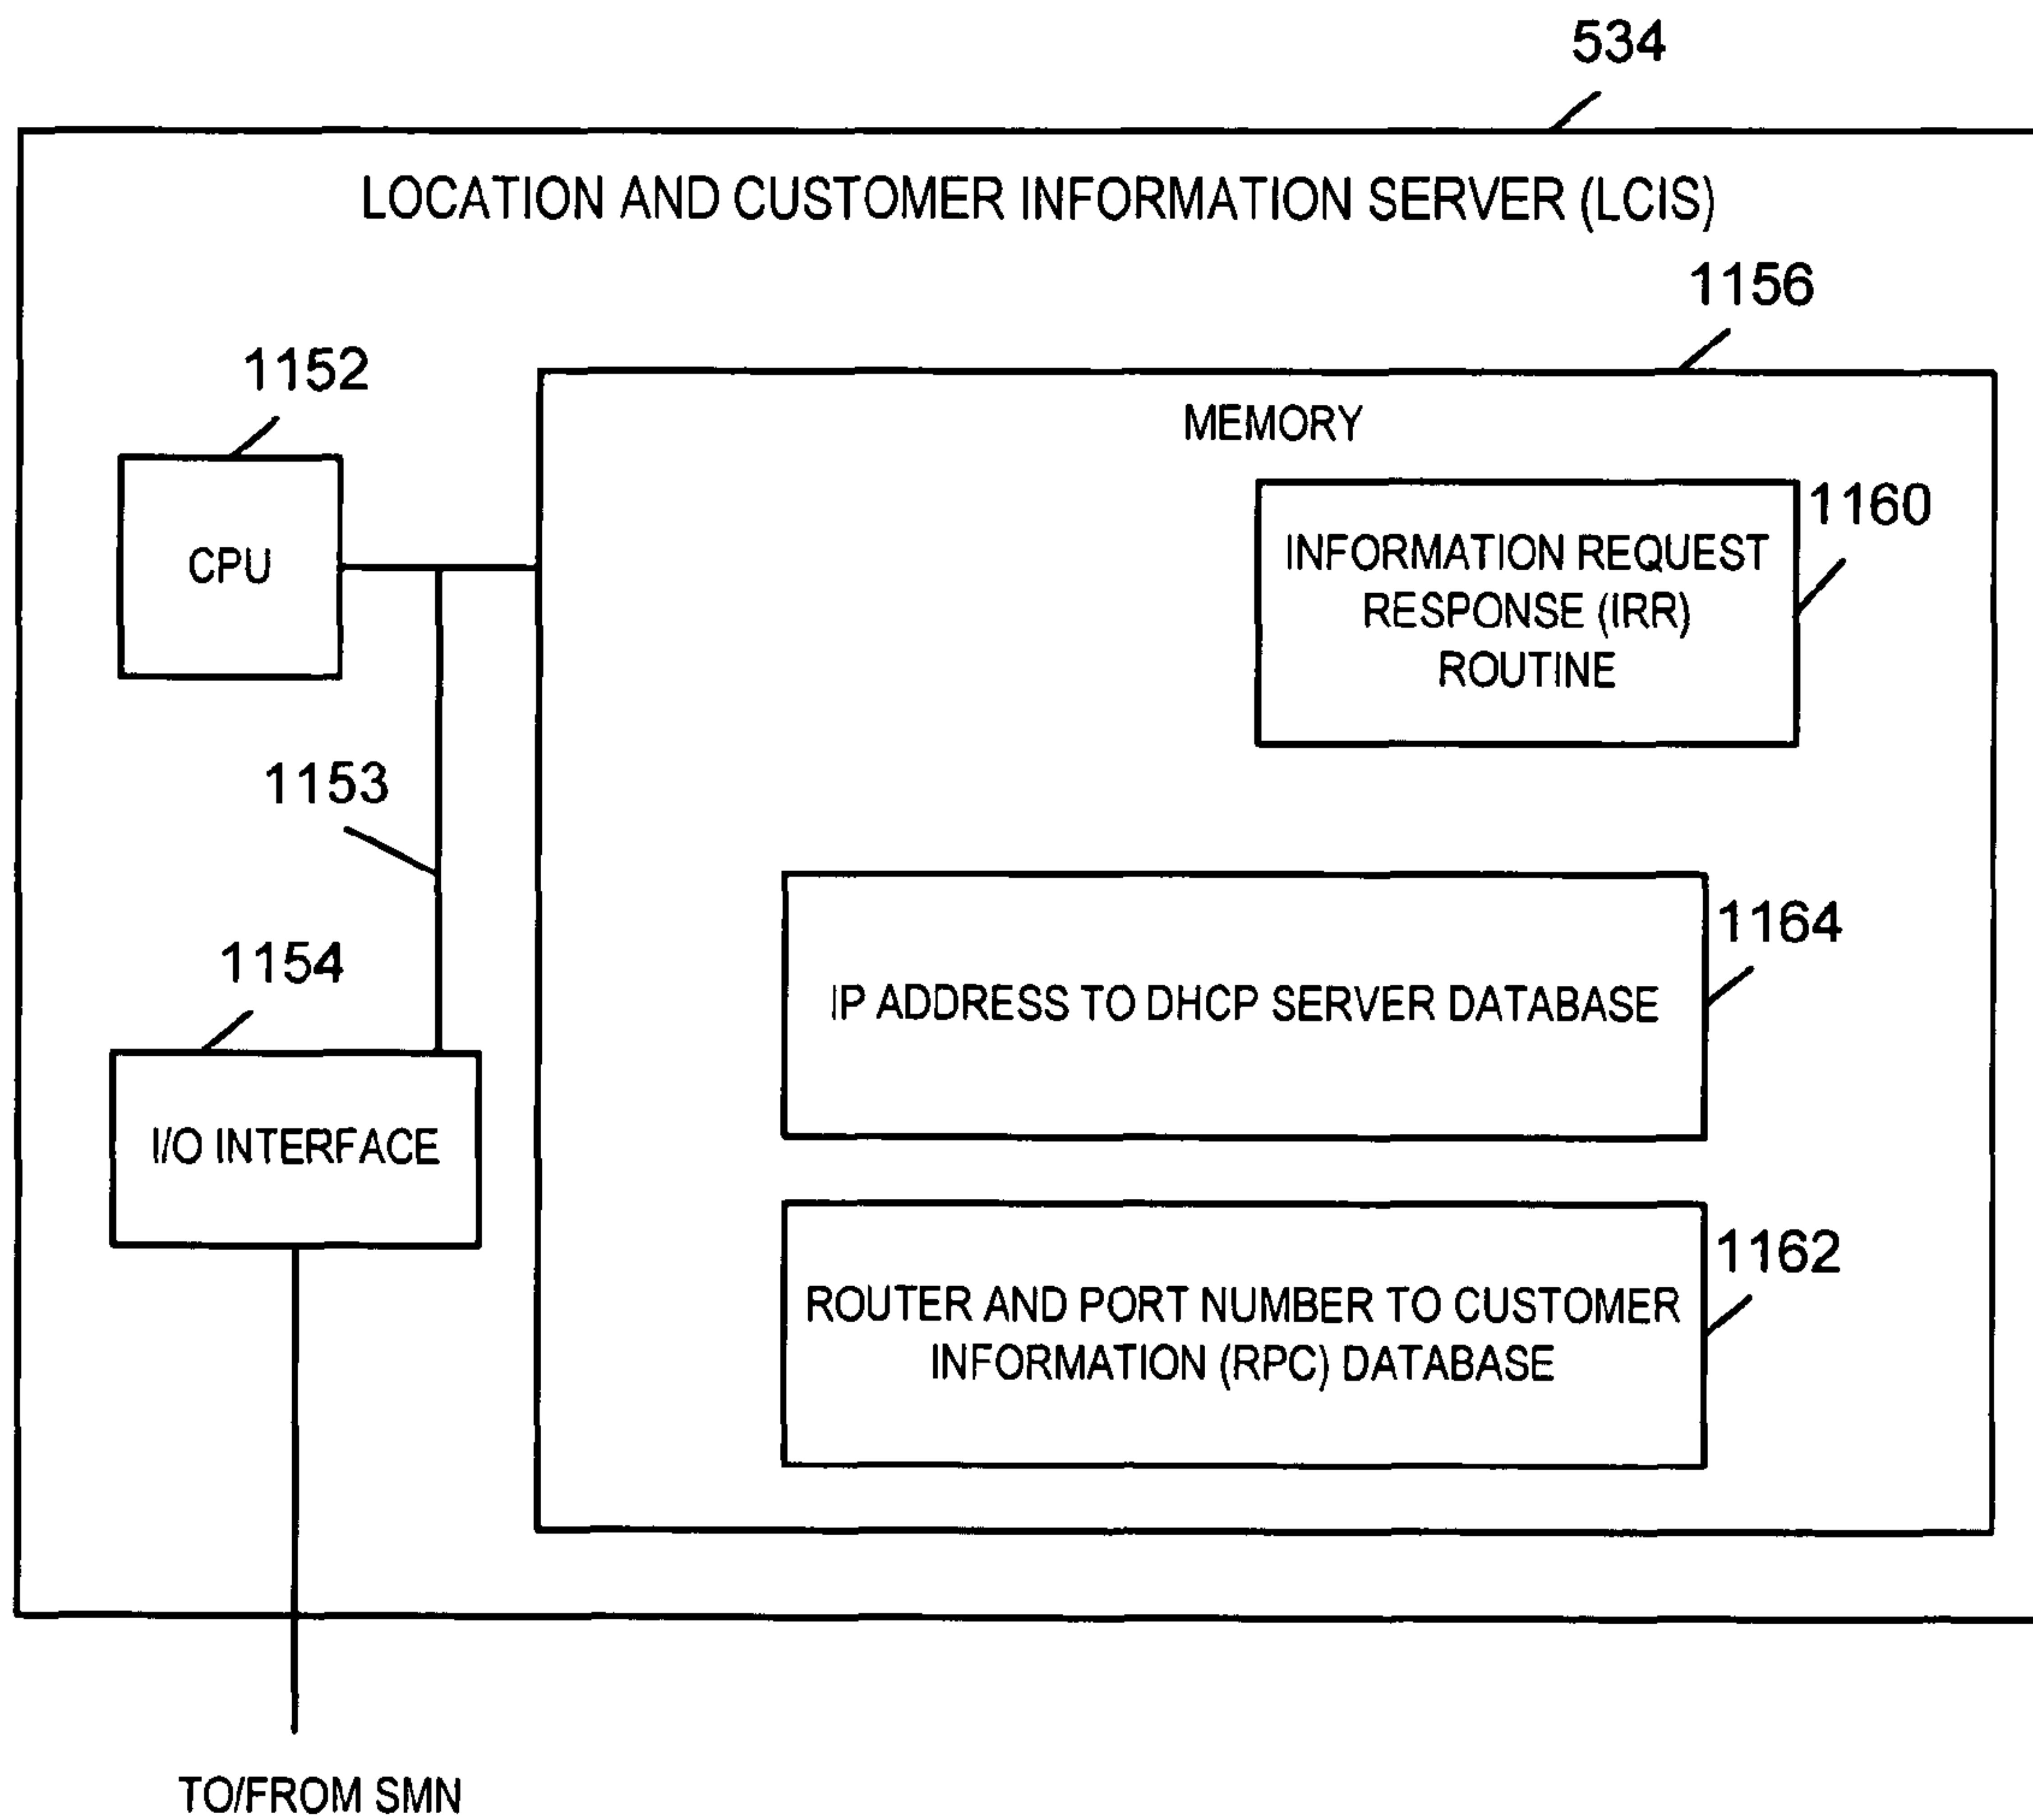 534
LOCATION AND CUSTOMER INFORMATION SERVER (LCIS)
1156
1152
MEMORY
1160
CPU
INFORMATION REQUEST
RESPONSE (IRR)
ROUTINE
1153
1164
1154
IP ADDRESS TO DHCP SERVER DATABASE
I/O INTERFACE
1162
ROUTER AND PORT NUMBER TO CUSTOMER
INFORMATION (RPC) DATABASE
TO/FROM SMN